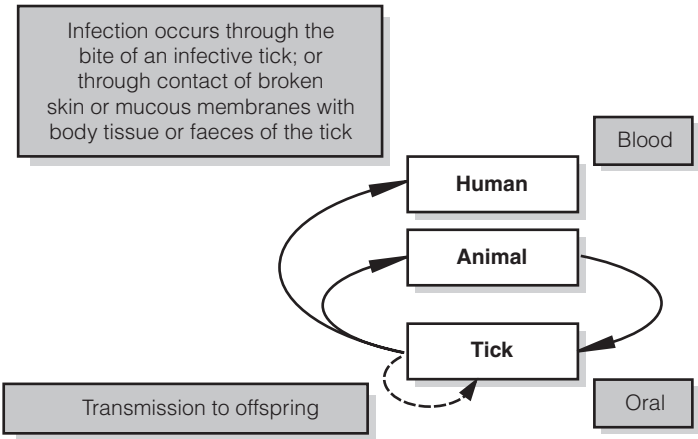 Infection occurs through the
bite of an infective tick; or
through contact of broken
skin or mucous membranes with
body tissue or faeces of the tick
Blood
Human
Animal
Tick
Transmission to offspring
Oral